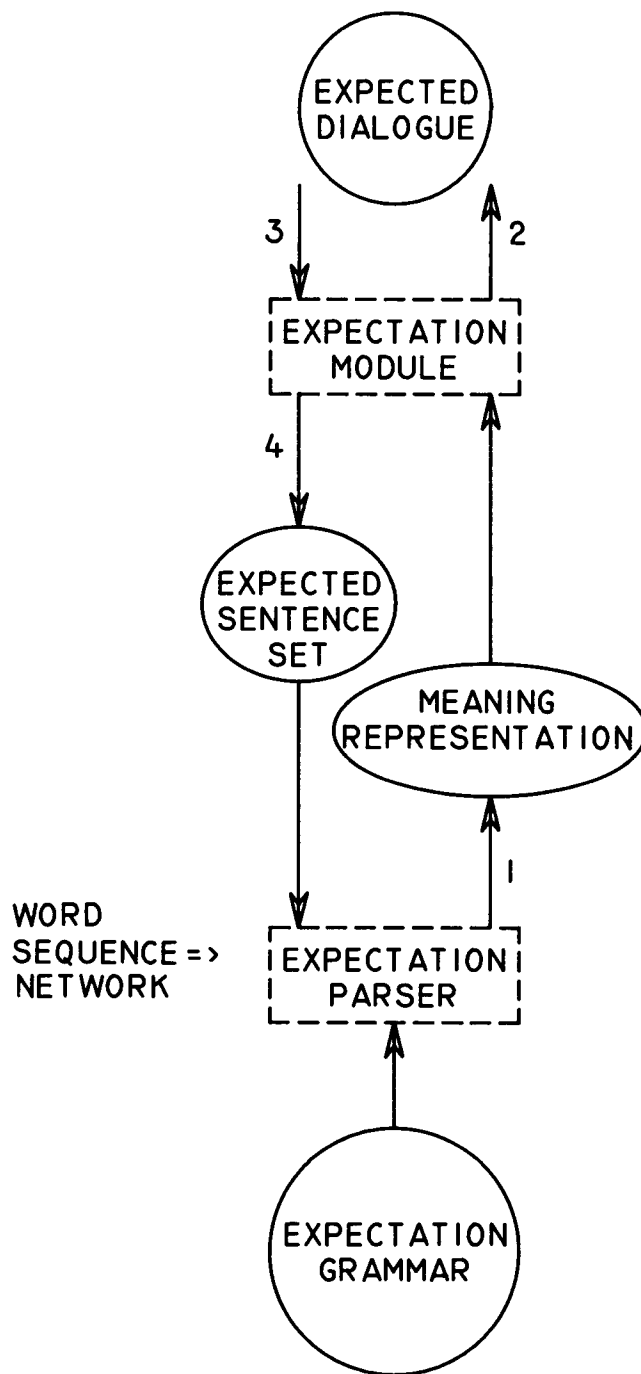 EXPECTED
DIALOGUE
3
2
EXPECTATION
MODULE
4
EXPECTED
SENTENCE
SET
MEANING
REPRESENTATION
1
WORD
SEQUENCE =>
NETWORK
EXPECTATION
PARSER
EXPECTATION
GRAMMAR